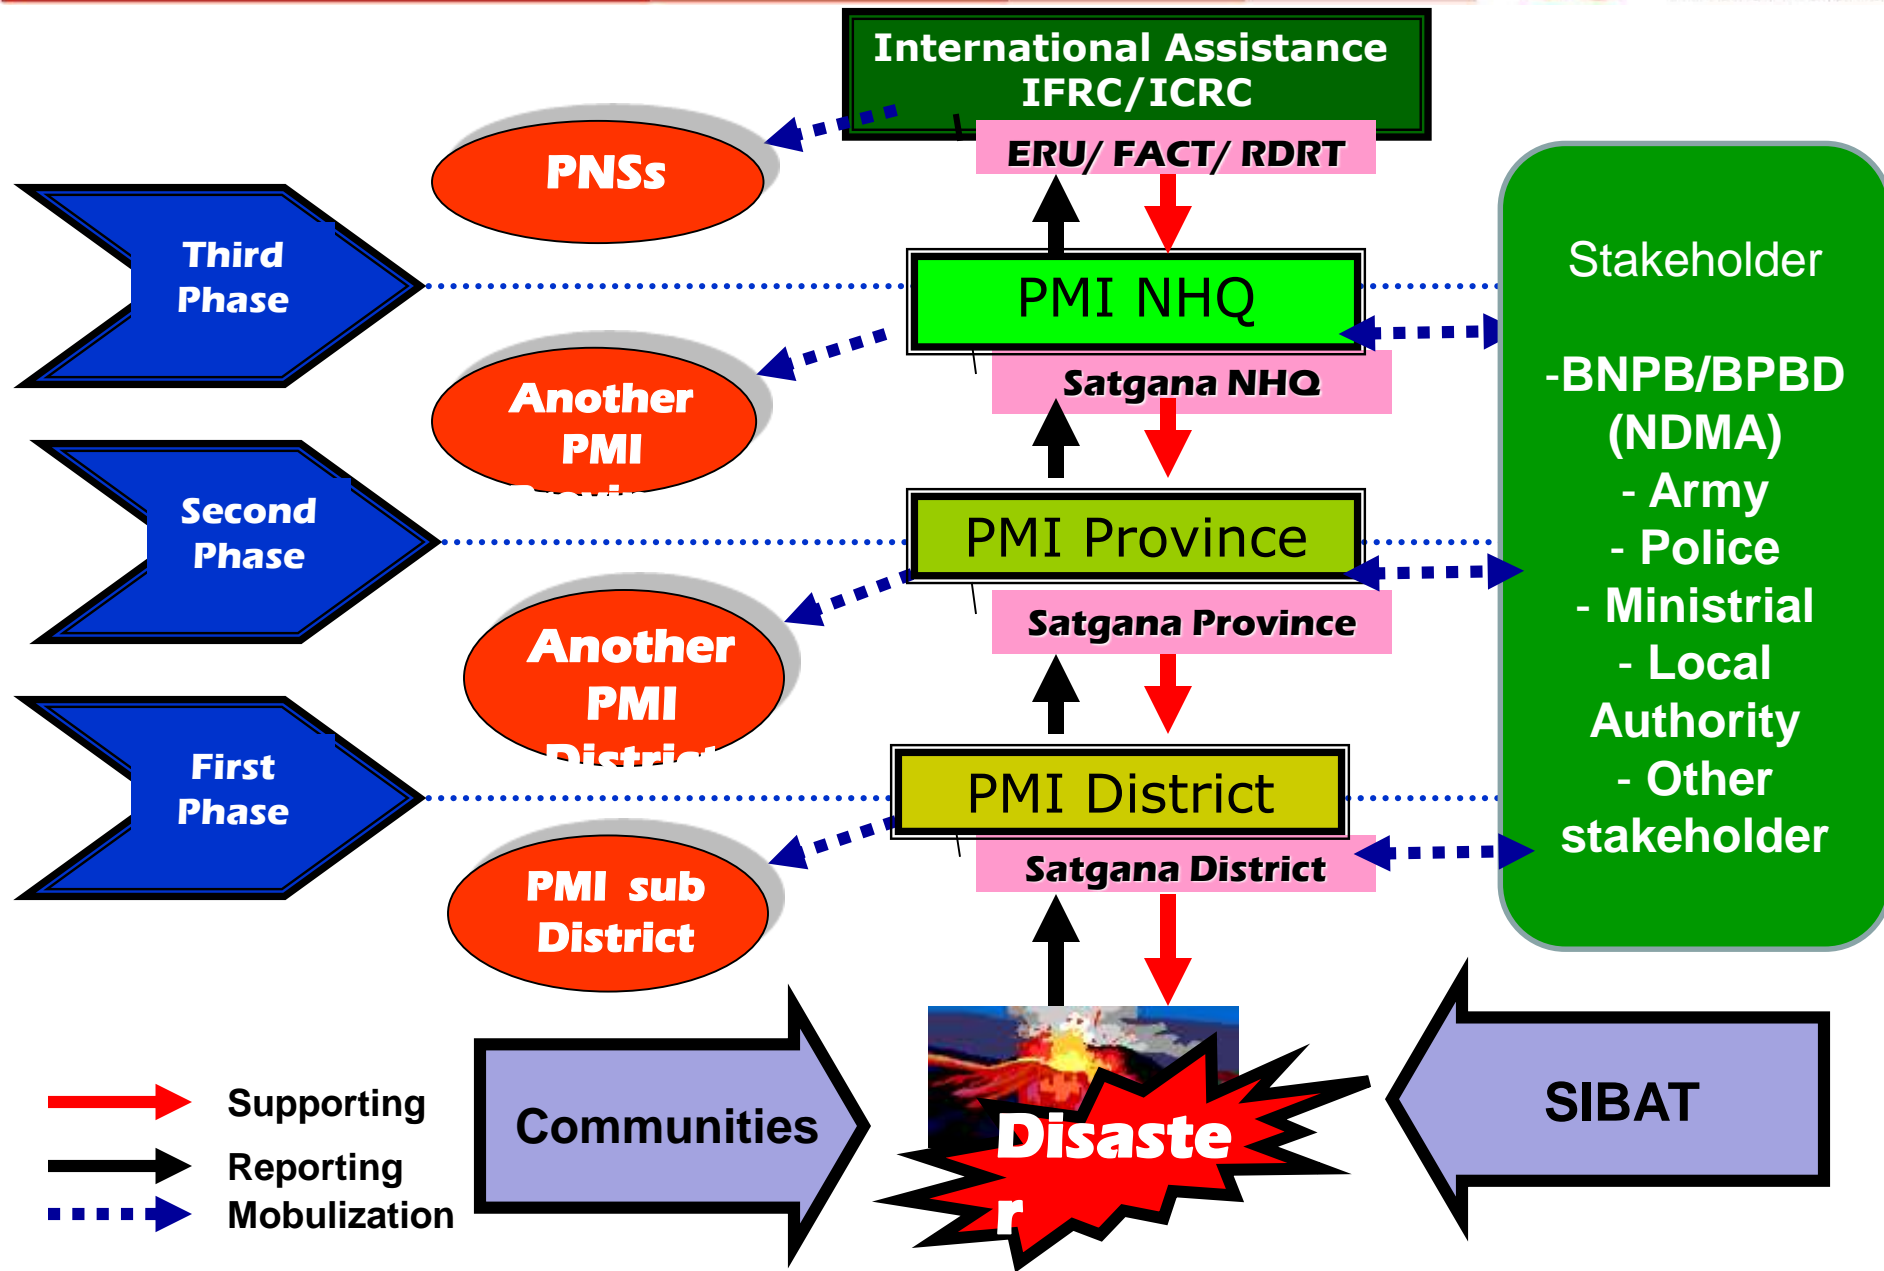 International Assistance
IFRC/ICRC
ERU/ FACT/ RDRT
PNSs
Third
Phase
PMI NHQ
Satgana NHQ
Another
PMI
Second
Phase
PMI Province
Satgana Province
Another
PMI
District
First
Phase
PMI District
Satgana District
PMI sub
District
Stakeholder
-BNPB/BPBD
(NDMA)
- Army
- Police
- Ministrial
- Local
Authority
- Other
stakeholder
Communities
Disaste
r
SIBAT
Supporting
Reporting
Mobulization